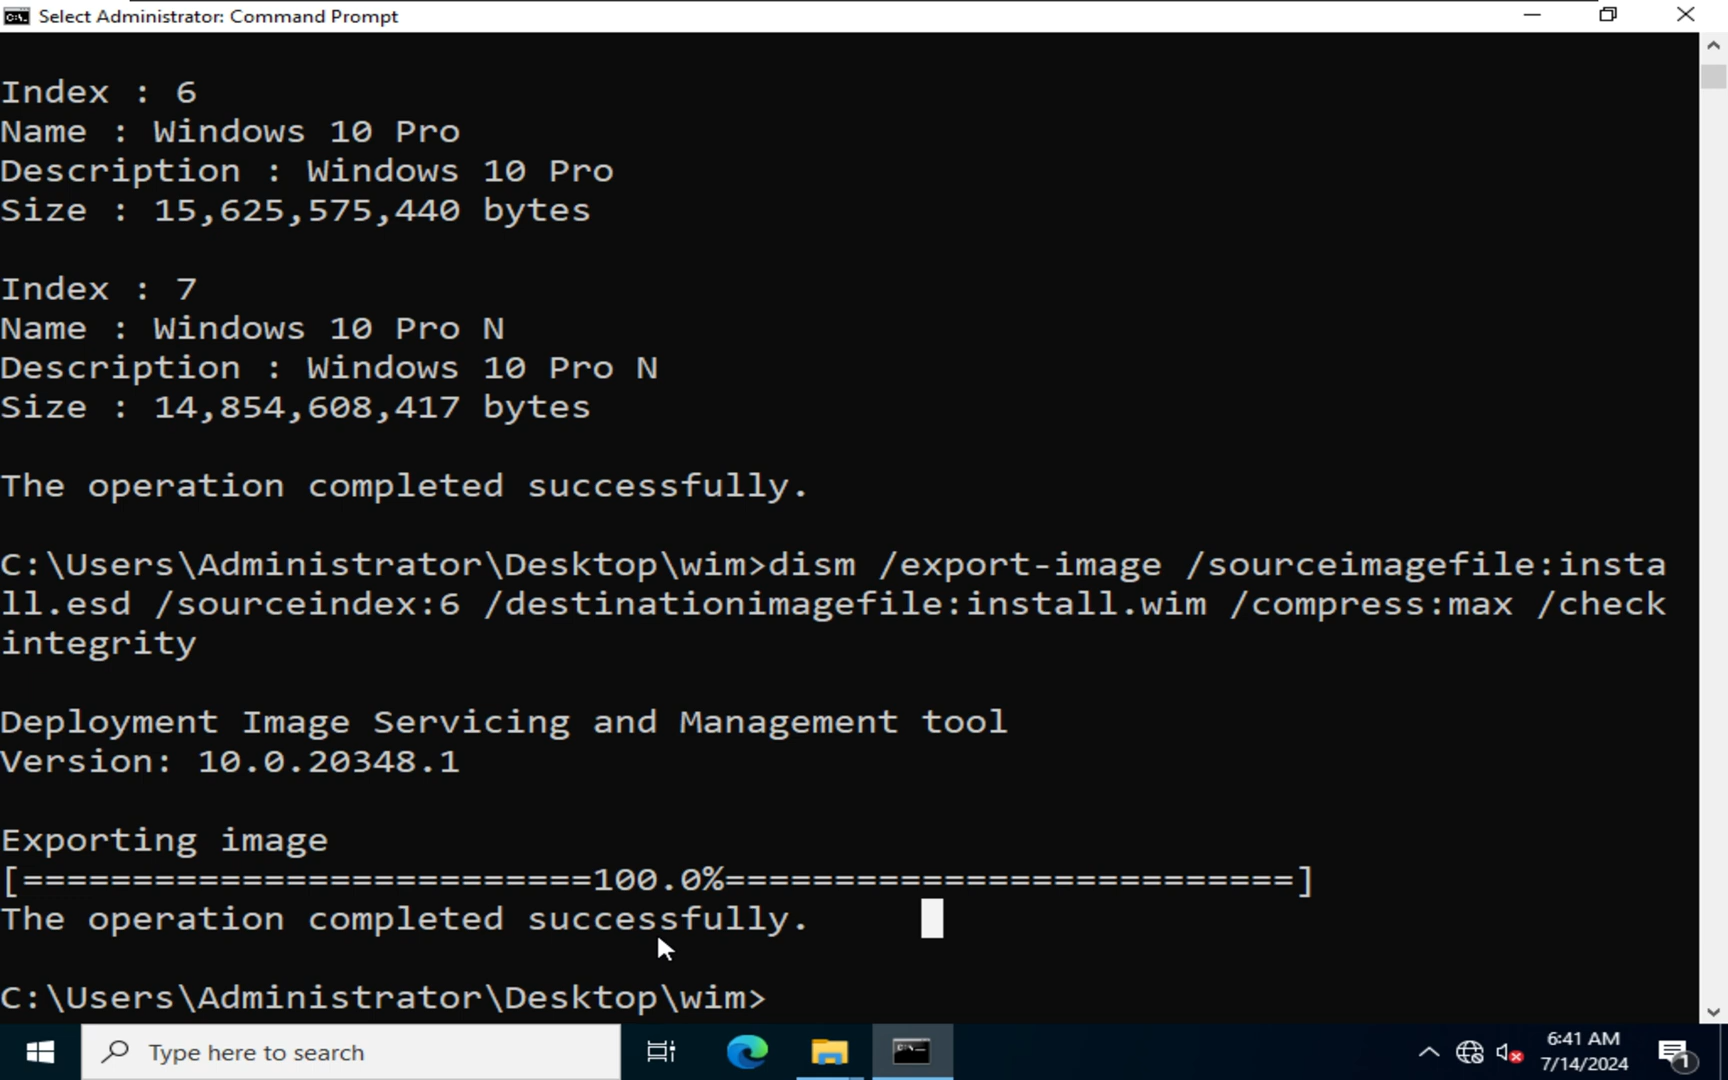 Select Administrator: Command Prompt
Index : 6
Name : Windows 10 Pro
Description : Windows 10 Pro
Size : 15,625,575,440 bytes
Index : 7
Name : Windows 10 Pro N
Description : Windows 10 Pro N
Size : 14,854,608,417 bytes
The operation completed successfully.
C:\Users\Administrator\Desktop\wim>dism /export-image /sourceimagefile:insta
ll.esd /sourceindex:6 /destinationimagefile:install.wim /compress:max /check
integrity
Deployment Image Servicing and Management tool
Version: 10.0.20348.1
Exporting image
[==========================100.0%==========================]
The operation completed successfully.
C:\Users\Administrator\Desktop\wim>
Type here to search
6:41 AM
7/14/2024
1